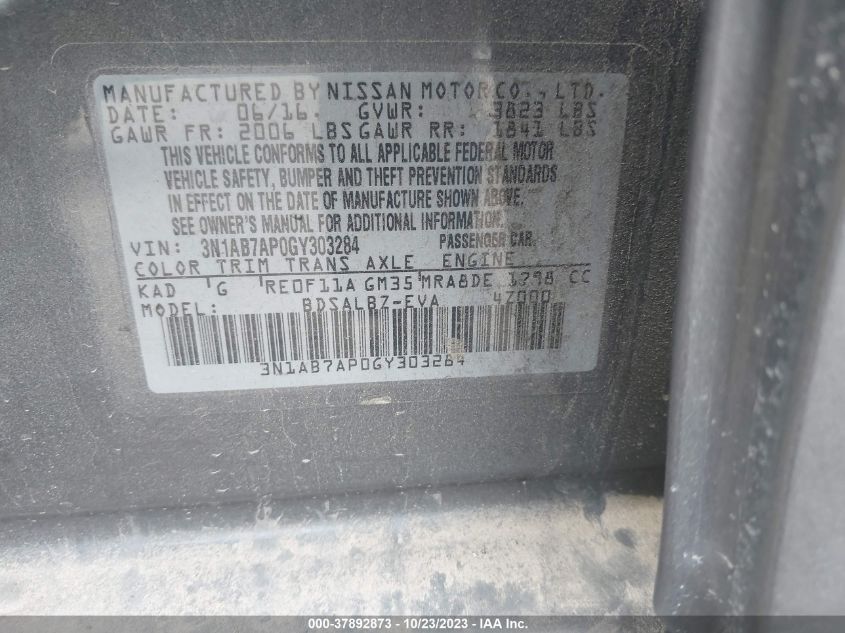 MANUFACTURED BY NISSAN MOTOR CO., LTD.
DATE: 06/16. GVWR: 3823 LBS
GAWR FR: 2006 LBS GAWR RR: 1841 LBS
THIS VEHICLE CONFORMS TO ALL APPLICABLE FEDERAL MOTOR
VEHICLE SAFETY, BUMPER AND THEFT PREVENTION STANDARDS
IN EFFECT ON THE DATE OF MANUFACTURE SHOWN ABOVE.
SEE OWNER'S MANUAL FOR ADDITIONAL INFORMATION.
VIN: 3N1AB7AP0GY303284 PASSENGER CAR.
COLOR TRIM TRANS AXLE ENGINE
KAD G RE0F11A GM35 MRA8DE 1798 CC
MODEL: BDSALBZ-EVA 4Z000
3N1AB7AP0GY303284
000-37892873 - 10/23/2023 - IAA Inc.